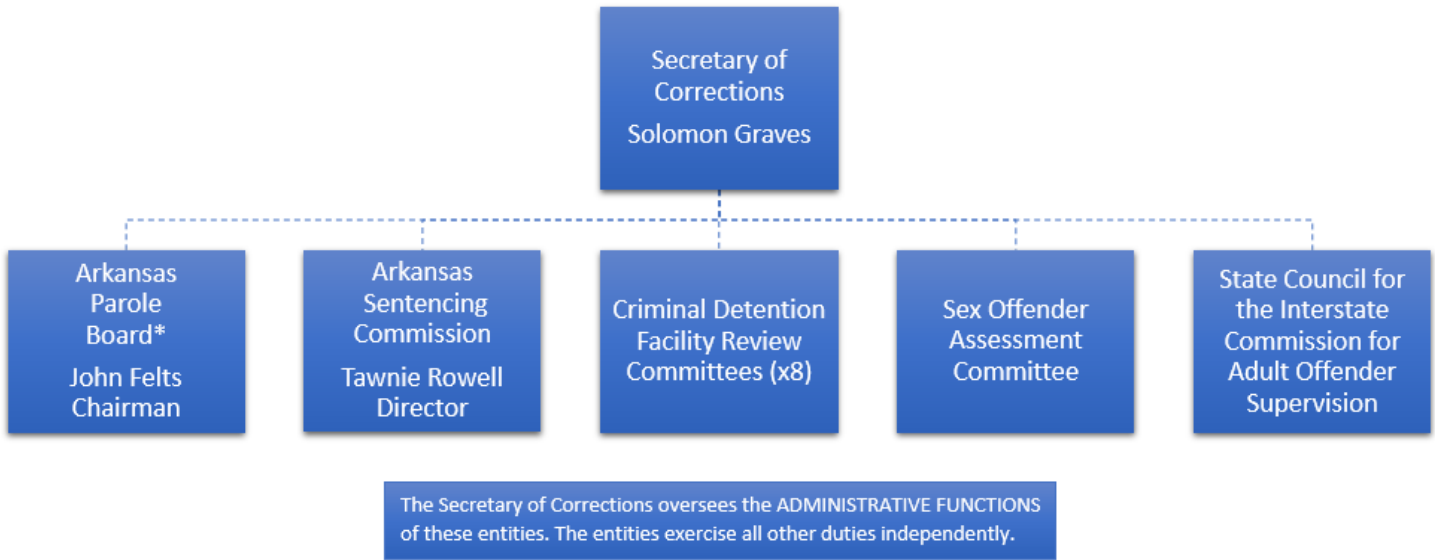 Secretary of
Corrections
Solomon Graves
Arkansas
Parole
Board*
John Felts
Chairman
Arkansas
Sentencing
Commission
Tawnie Rowell
Director
Criminal Detention
Facility Review
Committees (x8)
Sex Offender
Assessment
Committee
State Council for
the Interstate
Commission for
Adult Offender
Supervision
The Secretary of Corrections oversees the ADMINISTRATIVE FUNCTIONS
of these entities. The entities exercise all other duties independently.